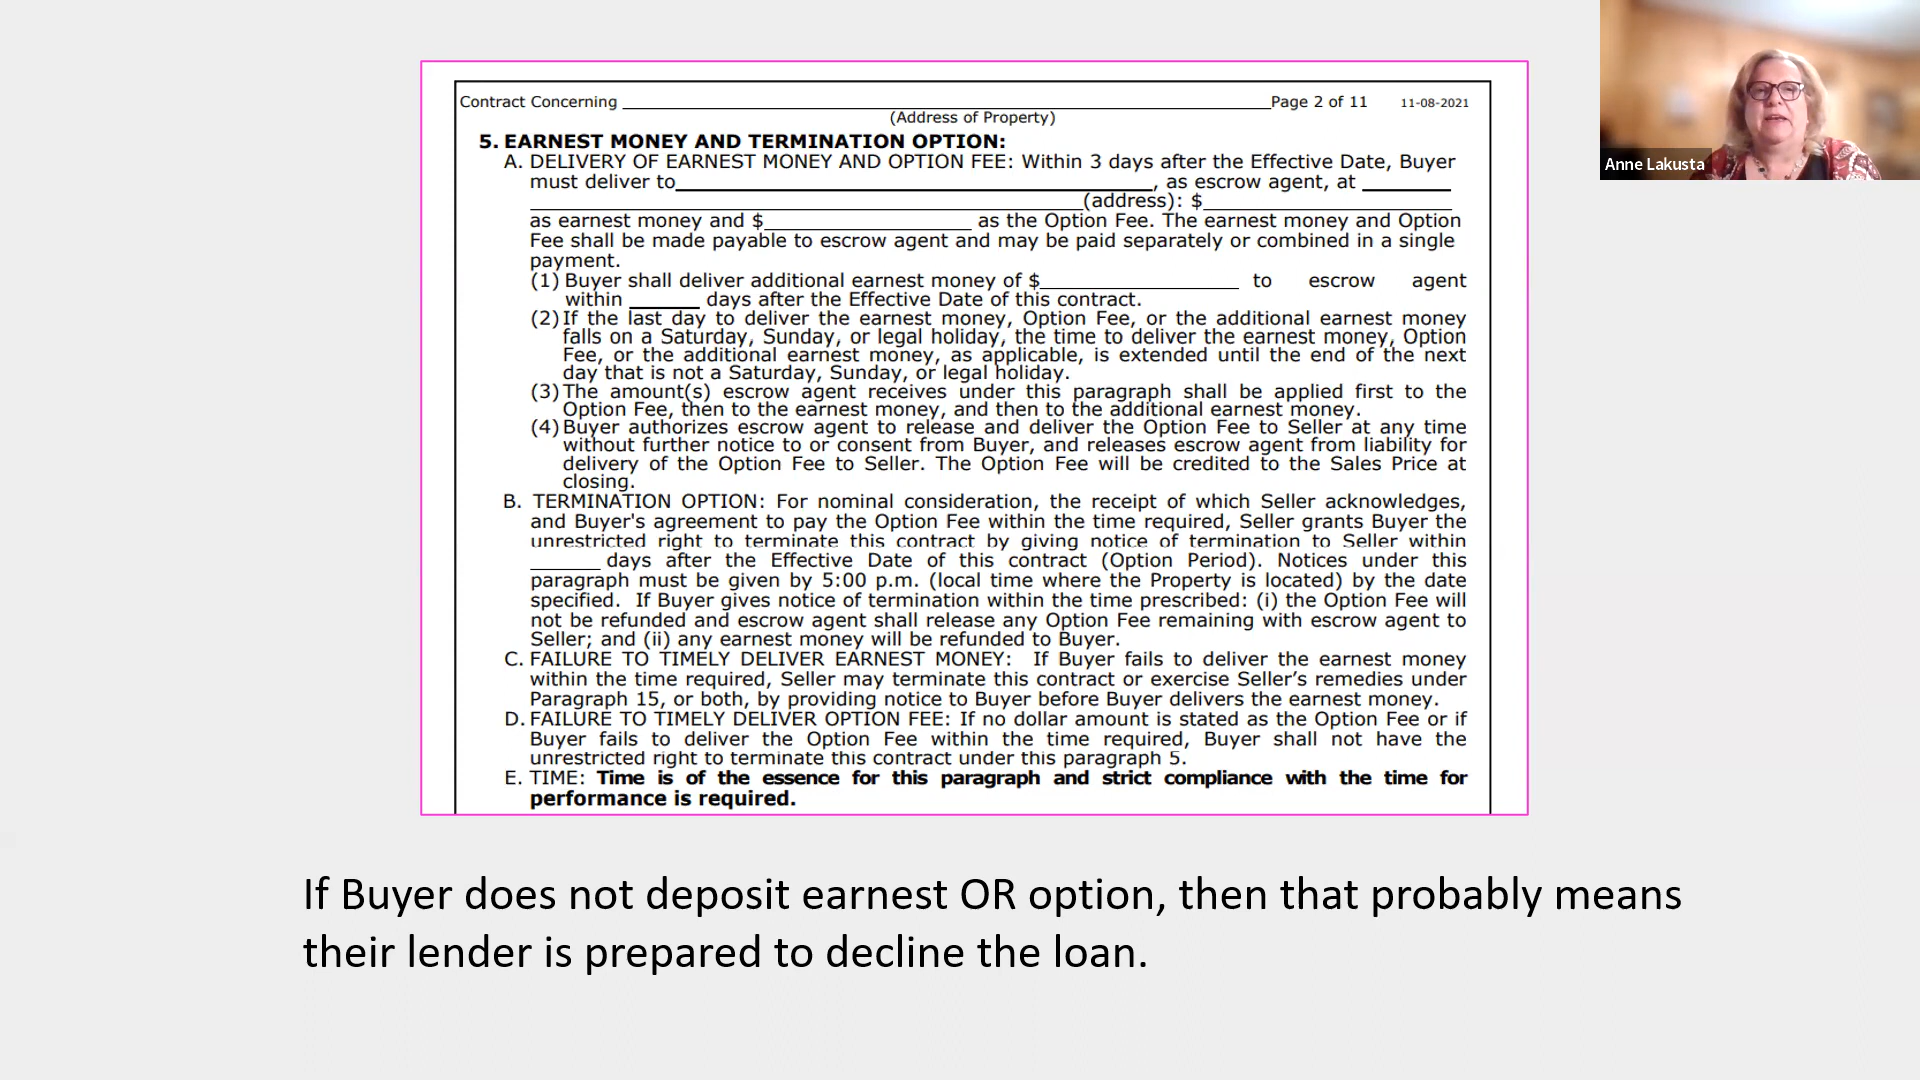 Contract Concerning Page 2 of 11 11-08-2021
(Address of Property)
5. EARNEST MONEY AND TERMINATION OPTION:
A. DELIVERY OF EARNEST MONEY AND OPTION FEE: Within 3 days after the Effective Date, Buyer
must deliver to , as escrow agent, at
(address): $
as earnest money and $ as the Option Fee. The earnest money and Option
Fee shall be made payable to escrow agent and may be paid separately or combined in a single
payment.
(1) Buyer shall deliver additional earnest money of $ to escrow agent
within days after the Effective Date of this contract.
(2) If the last day to deliver the earnest money, Option Fee, or the additional earnest money
falls on a Saturday, Sunday, or legal holiday, the time to deliver the earnest money, Option
Fee, or the additional earnest money, as applicable, is extended until the end of the next
day that is not a Saturday, Sunday, or legal holiday.
(3) The amount(s) escrow agent receives under this paragraph shall be applied first to the
Option Fee, then to the earnest money, and then to the additional earnest money.
(4) Buyer authorizes escrow agent to release and deliver the Option Fee to Seller at any time
without further notice to or consent from Buyer, and releases escrow agent from liability for
delivery of the Option Fee to Seller. The Option Fee will be credited to the Sales Price at
closing.
B. TERMINATION OPTION: For nominal consideration, the receipt of which Seller acknowledges,
and Buyer's agreement to pay the Option Fee within the time required, Seller grants Buyer the
unrestricted right to terminate this contract by giving notice of termination to Seller within
days after the Effective Date of this contract (Option Period). Notices under this
paragraph must be given by 5:00 p.m. (local time where the Property is located) by the date
specified. If Buyer gives notice of termination within the time prescribed: (i) the Option Fee will
not be refunded and escrow agent shall release any Option Fee remaining with escrow agent to
Seller; and (ii) any earnest money will be refunded to Buyer.
C. FAILURE TO TIMELY DELIVER EARNEST MONEY: If Buyer fails to deliver the earnest money
within the time required, Seller may terminate this contract or exercise Seller's remedies under
Paragraph 15, or both, by providing notice to Buyer before Buyer delivers the earnest money.
D. FAILURE TO TIMELY DELIVER OPTION FEE: If no dollar amount is stated as the Option Fee or if
Buyer fails to deliver the Option Fee within the time required, Buyer shall not have the
unrestricted right to terminate this contract under this paragraph 5.
E. TIME: Time is of the essence for this paragraph and strict compliance with the time for
performance is required.
If Buyer does not deposit earnest OR option, then that probably means
their lender is prepared to decline the loan.
Anne Lakusta